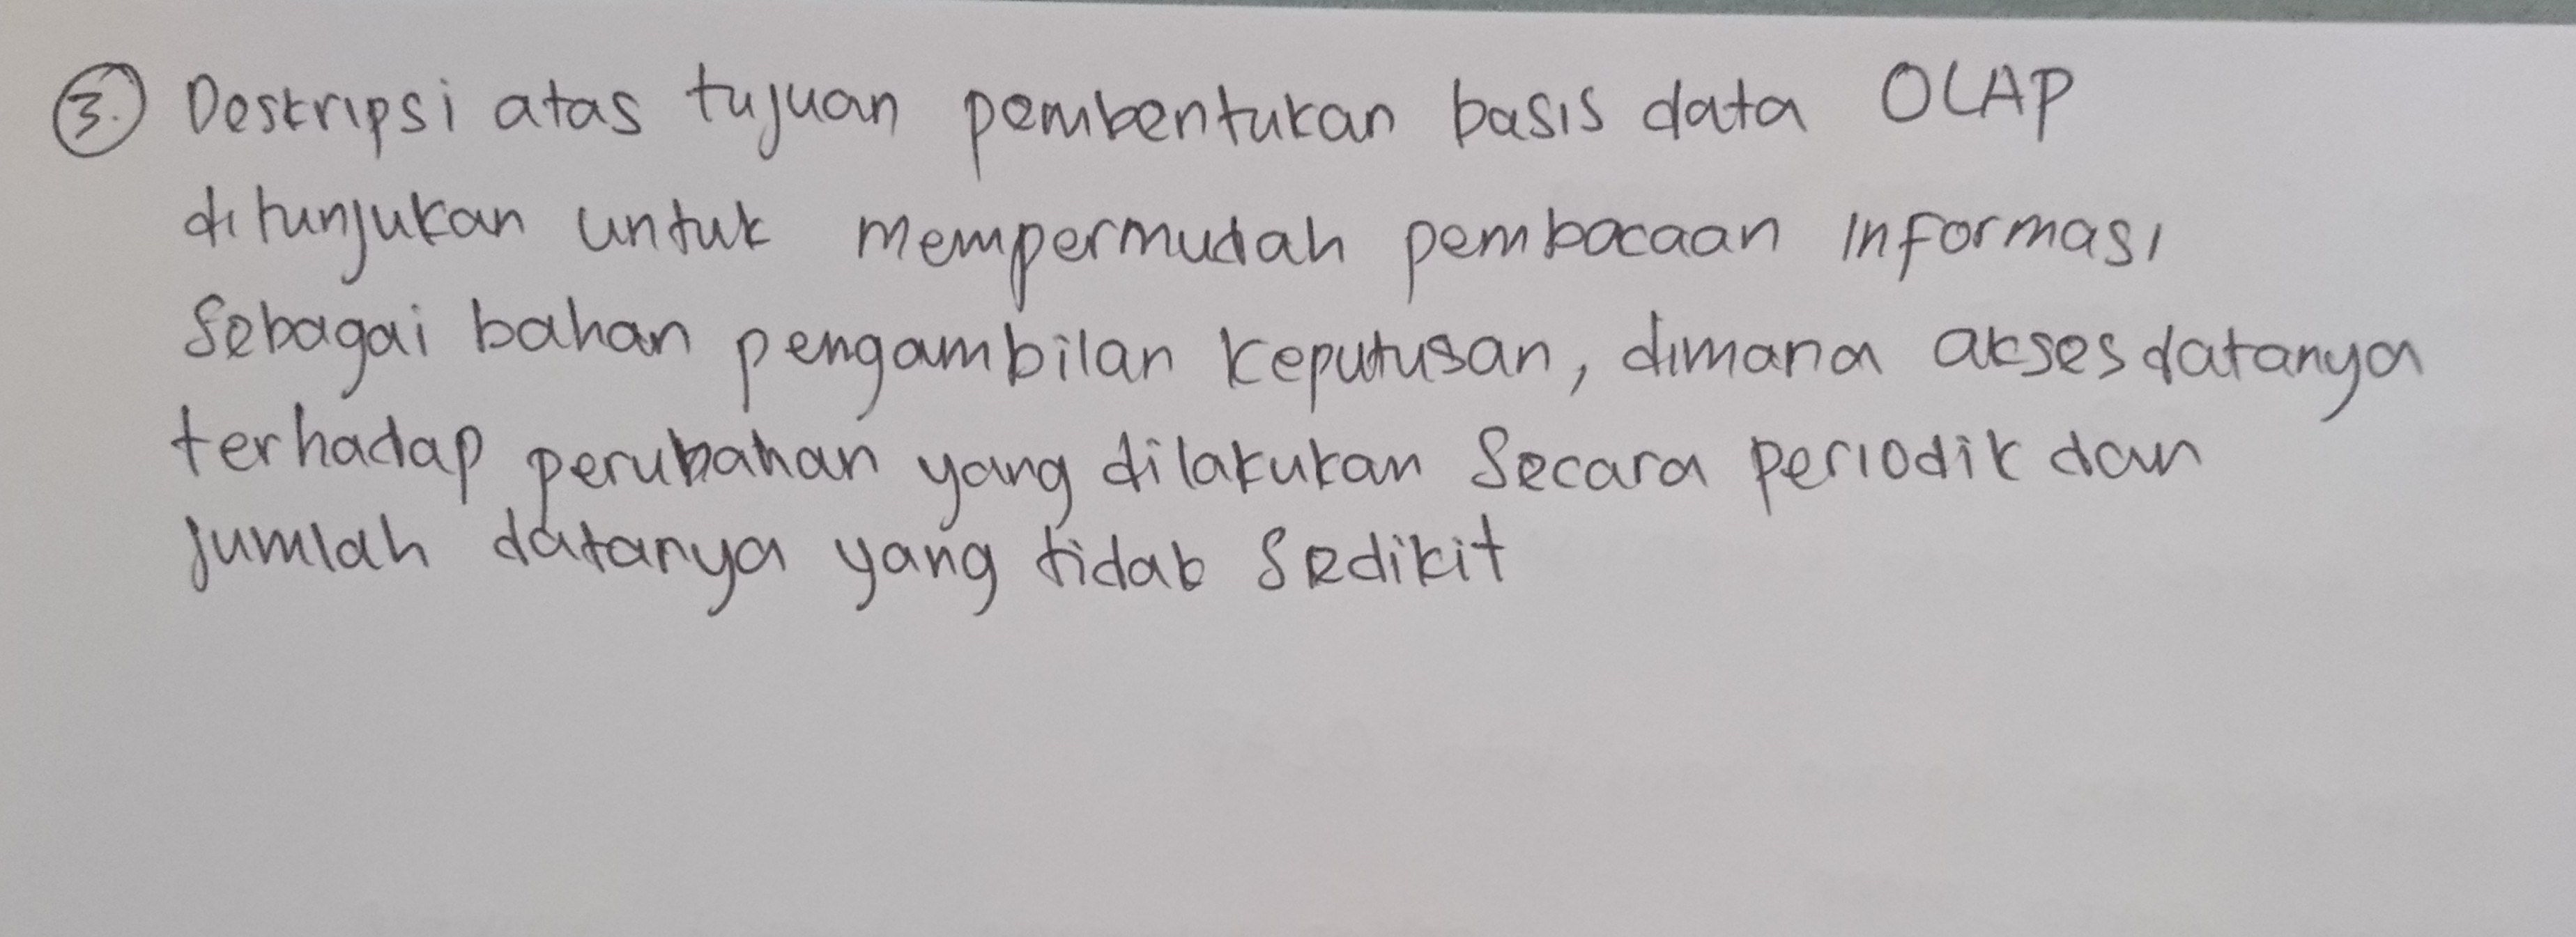 3. Deskripsi atas tujuan pembentukan basis data OLAP
ditunjukan untuk mempermudah pembacaan informasi
Sebagai bahan pengambilan keputusan, dimana akses datanya
terhadap perubahan yang dilakukan Secara periodik dan
jumlah datanya yang tidak Sedikit